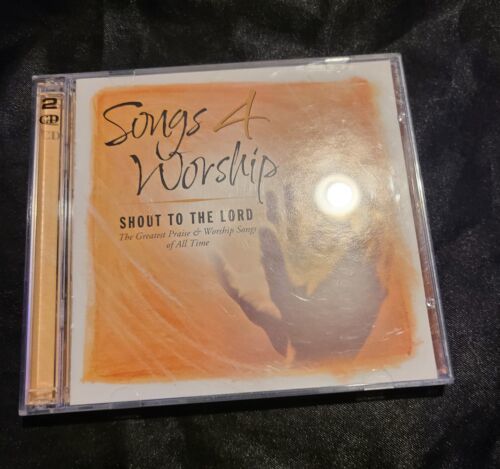 2
CD
Songs 4
Worship
SHOUT TO THE LORD
The Greatest Praise & Worship Songs
of All Time